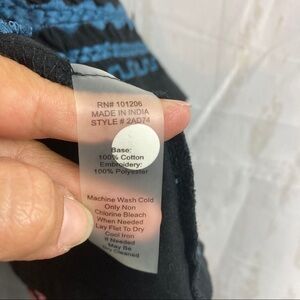 RN# 101206
MADE IN INDIA
STYLE # 2AD74
Base:
100% Cotton
Embroidery:
100% Polyester
Machine Wash Cold
Only Non
Chlorine Bleach
When Needed
Lay Flat To Dry
Cool Iron
If Needed
May Be
Dry Cleaned